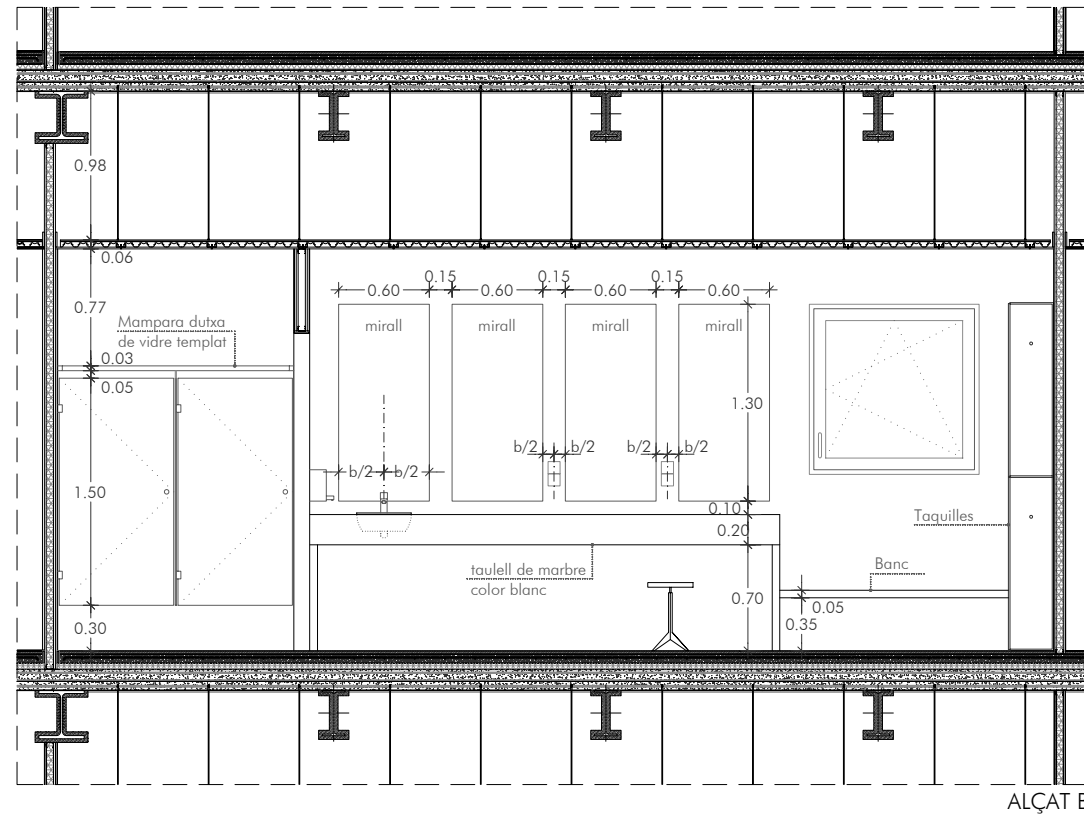 0.98
0.06
0.15
0.15
0.15
0.60
0.60
0.60
0.60
0.77
Mampara dutxa
de vidre templat
mirall
mirall
mirall
mirall
0.03
0.05
1.30
b/2
b/2
b/2
b/2
b/2
b/2
1.50
0.10
Taquilles
0.20
taulell de marbre
color blanc
Banc
0.70
0.05
0.30
0.35
ALÇAT E